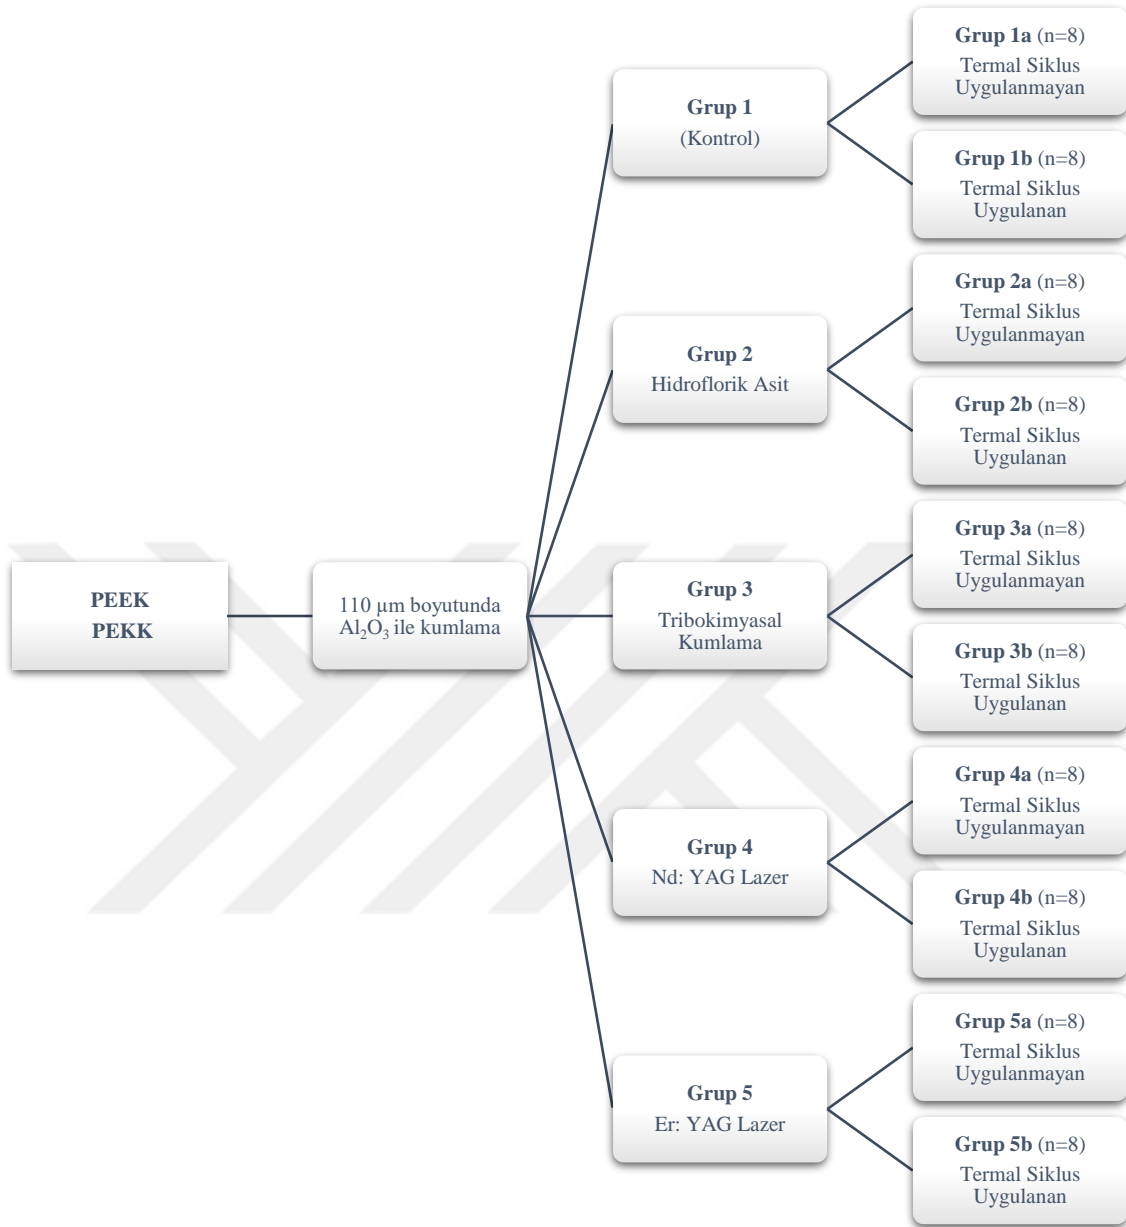 PEEK
PEKK
110 µm boyutunda
Al₂O₃ ile kumlama
Grup 1
(Kontrol)
Grup 1a (n=8)
Termal Siklus
Uygulanmayan
Grup 1b (n=8)
Termal Siklus
Uygulanan
Grup 2
Hidroflorik Asit
Grup 2a (n=8)
Termal Siklus
Uygulanmayan
Grup 2b (n=8)
Termal Siklus
Uygulanan
Grup 3
Tribokimyasal
Kumlama
Grup 3a (n=8)
Termal Siklus
Uygulanmayan
Grup 3b (n=8)
Termal Siklus
Uygulanan
Grup 4
Nd: YAG Lazer
Grup 4a (n=8)
Termal Siklus
Uygulanmayan
Grup 4b (n=8)
Termal Siklus
Uygulanan
Grup 5
Er: YAG Lazer
Grup 5a (n=8)
Termal Siklus
Uygulanmayan
Grup 5b (n=8)
Termal Siklus
Uygulanan